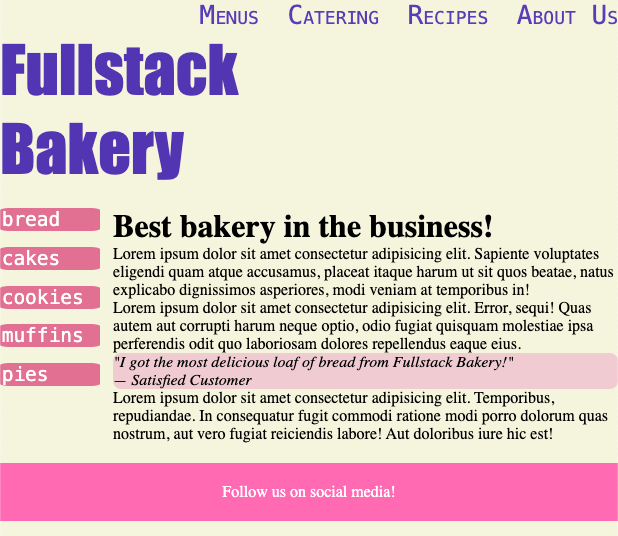 Menus Catering Recipes About Us
Fullstack
Bakery
bread
cakes
cookies
muffins
pies
Best bakery in the business!
Lorem ipsum dolor sit amet consectetur adipisicing elit. Sapiente voluptates
eligendi quam atque accusamus, placeat itaque harum ut sit quos beatae, natus
explicabo dignissimos asperiores, modi veniam at temporibus in!
Lorem ipsum dolor sit amet consectetur adipisicing elit. Error, sequi! Quas
autem aut corrupti harum neque optio, odio fugiat quisquam molestiae ipsa
perferendis odit quo laboriosam dolores repellendus eaque eius.
"I got the most delicious loaf of bread from Fullstack Bakery!"
— Satisfied Customer
Lorem ipsum dolor sit amet consectetur adipisicing elit. Temporibus,
repudiandae. In consequatur fugit commodi ratione modi porro dolorum quas
nostrum, aut vero fugiat reiciendis labore! Aut doloribus iure hic est!
Follow us on social media!